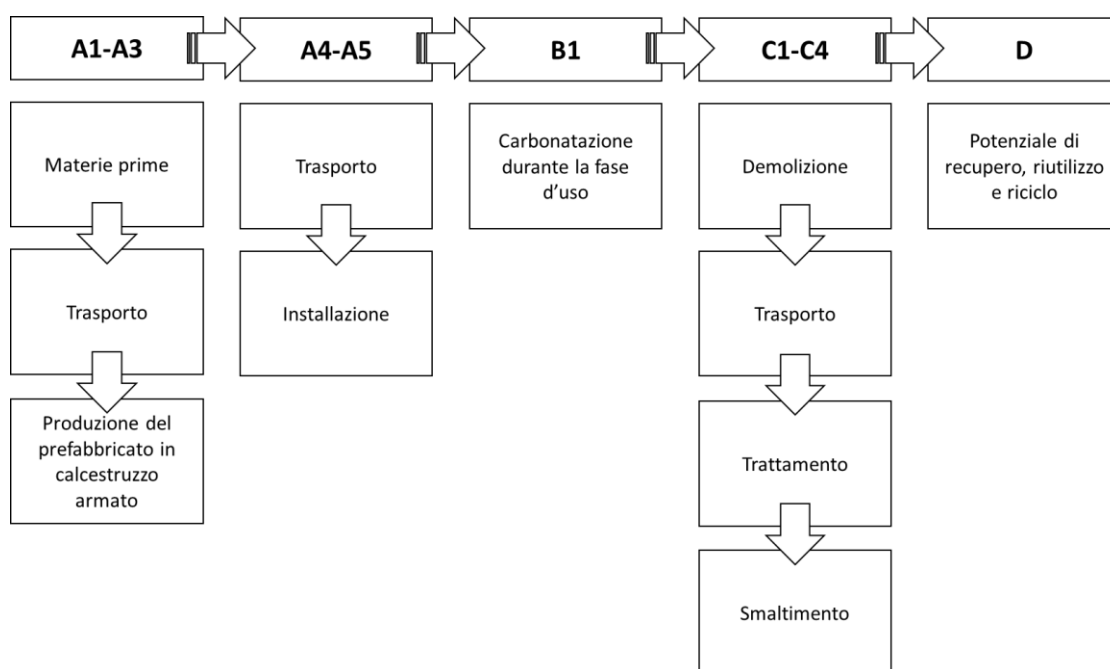 A1-A3
A4-A5
B1
C1-C4
D
Materie prime
Trasporto
Produzione del
prefabbricato in
calcestruzzo
armato
Trasporto
Installazione
Carbonatazione
durante la fase
d'uso
Demolizione
Trasporto
Trattamento
Smaltimento
Potenziale di
recupero, riutilizzo
e riciclo